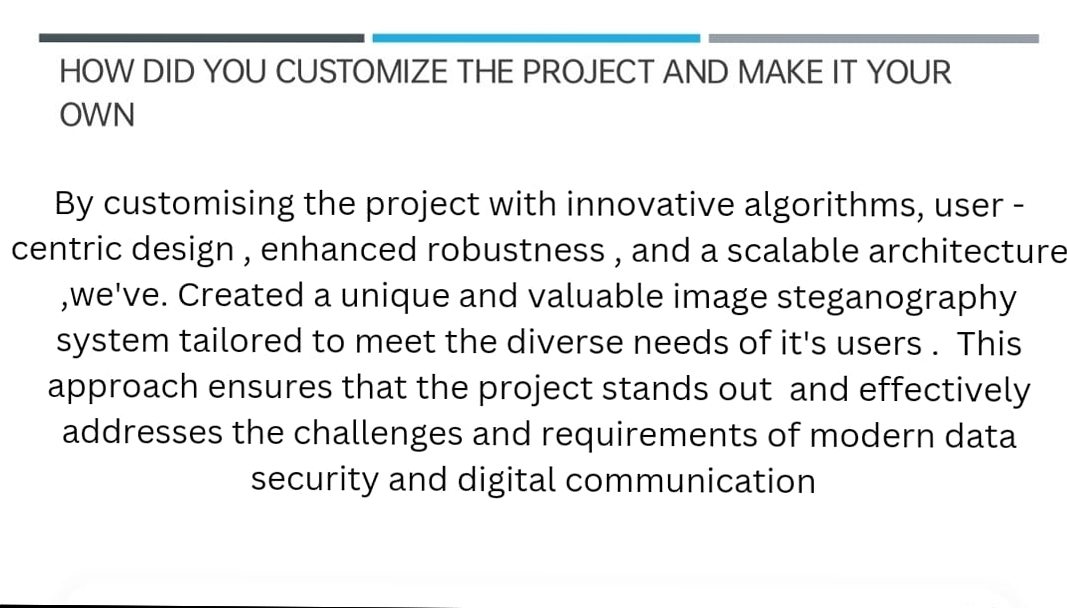 HOW DID YOU CUSTOMIZE THE PROJECT AND MAKE IT YOUR
OWN
By customising the project with innovative algorithms, user -
centric design , enhanced robustness , and a scalable architecture
,we've. Created a unique and valuable image steganography
system tailored to meet the diverse needs of it's users .  This
approach ensures that the project stands out  and effectively
addresses the challenges and requirements of modern data
security and digital communication